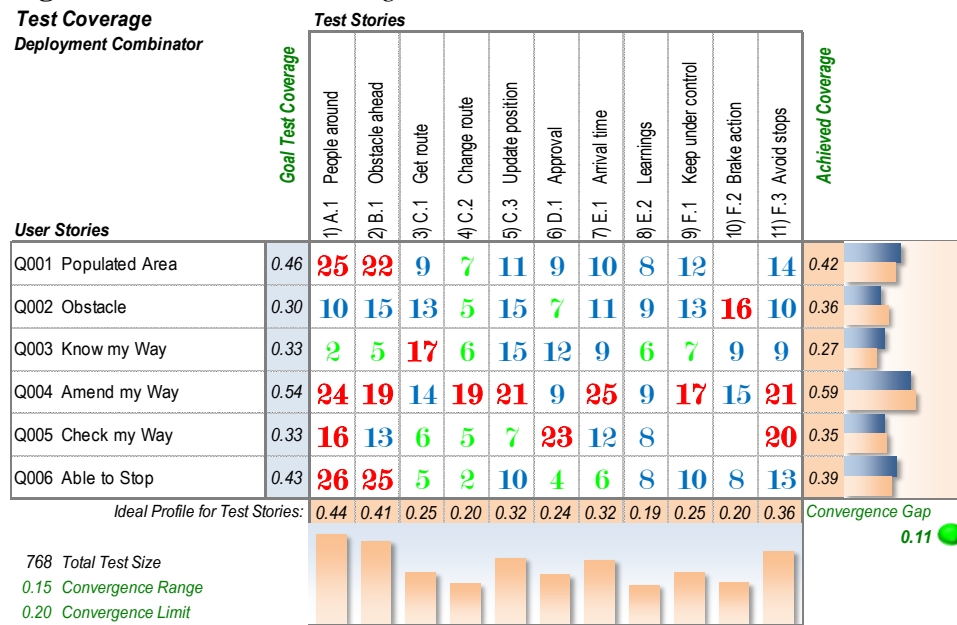 Test Coverage
Test Stories
Deployment Combinator
Goal Test Coverage
1) A.1 People around
2) B.1 Obstacle ahead
3) C.1 Get route
4) C.2 Change route
5) C.3 Update position
6) D.1 Approval
7) E.1 Arrival time
8) E.2 Learnings
9) F.1 Keep under control
10) F.2 Brake action
11) F.3 Avoid stops
Achieved Coverage
User Stories
Q001 Populated Area 0.46 25 22 9 7 11 9 10 8 12 14 0.42
Q002 Obstacle 0.30 10 15 13 5 15 7 11 9 13 16 10 0.36
Q003 Know my Way 0.33 2 5 17 6 15 12 9 6 7 9 9 0.27
Q004 Amend my Way 0.54 24 19 14 19 21 9 25 9 17 15 21 0.59
Q005 Check my Way 0.33 16 13 6 5 7 23 12 8 20 0.35
Q006 Able to Stop 0.43 26 25 5 2 10 4 6 8 10 8 13 0.39
Ideal Profile for Test Stories: 0.44 0.41 0.25 0.20 0.32 0.24 0.32 0.19 0.25 0.20 0.36 Convergence Gap
0.11
768 Total Test Size
0.15 Convergence Range
0.20 Convergence Limit